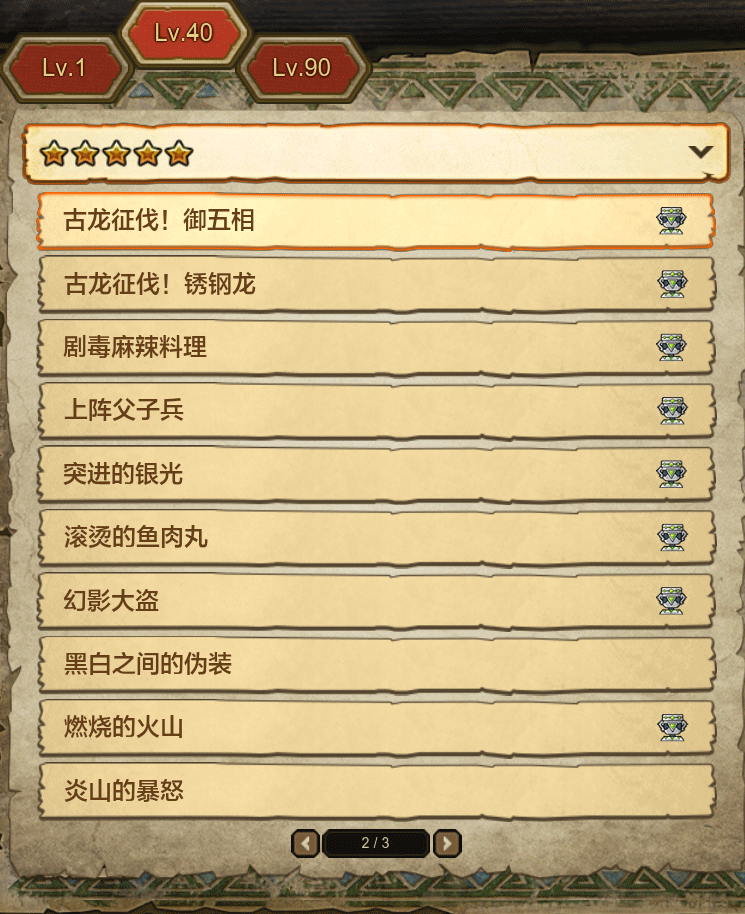 Lv.40
Lv.1
Lv.90
古龙征伐！御五相
古龙征伐！锈钢龙
剧毒麻辣料理
上阵父子兵
突进的银光
滚烫的鱼肉丸
幻影大盗
黑白之间的伪装
燃烧的火山
炎山的暴怒
2 / 3